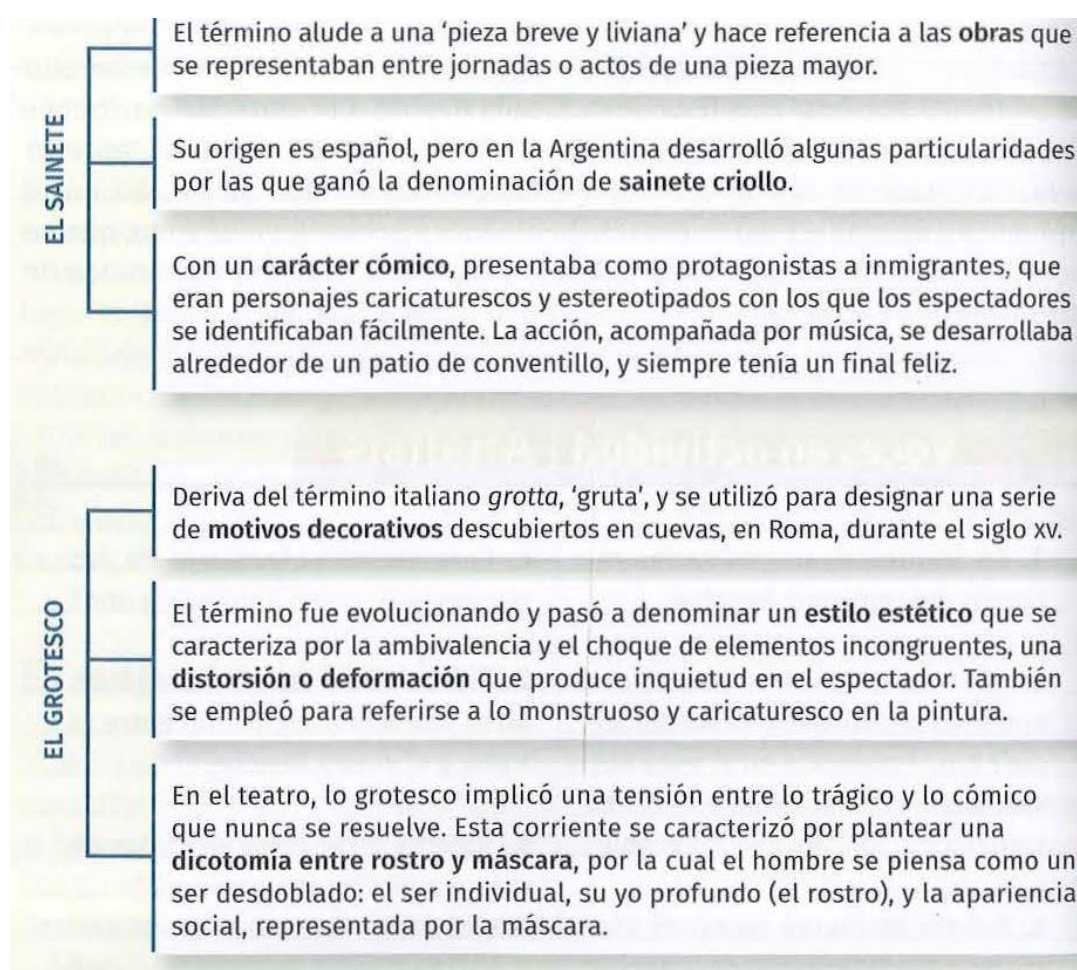 EL SAINETE
El término alude a una ‘pieza breve y liviana’ y hace referencia a las obras que
se representaban entre jornadas o actos de una pieza mayor.
Su origen es español, pero en la Argentina desarrolló algunas particularidades
por las que ganó la denominación de sainete criollo.
Con un carácter cómico, presentaba como protagonistas a inmigrantes, que
eran personajes caricaturescos y estereotipados con los que los espectadores
se identificaban fácilmente. La acción, acompañada por música, se desarrollaba
alrededor de un patio de conventillo, y siempre tenía un final feliz.
EL GROTESCO
Deriva del término italiano grotta, ‘gruta’, y se utilizó para designar una serie
de motivos decorativos descubiertos en cuevas, en Roma, durante el siglo XV.
El término fue evolucionando y pasó a denominar un estilo estético que se
caracteriza por la ambivalencia y el choque de elementos incongruentes, una
distorsión o deformación que produce inquietud en el espectador. También
se empleó para referirse a lo monstruoso y caricaturesco en la pintura.
En el teatro, lo grotesco implicó una tensión entre lo trágico y lo cómico
que nunca se resuelve. Esta corriente se caracterizó por plantear una
dicotomía entre rostro y máscara, por la cual el hombre se piensa como un
ser desdoblado: el ser individual, su yo profundo (el rostro), y la apariencia
social, representada por la máscara.